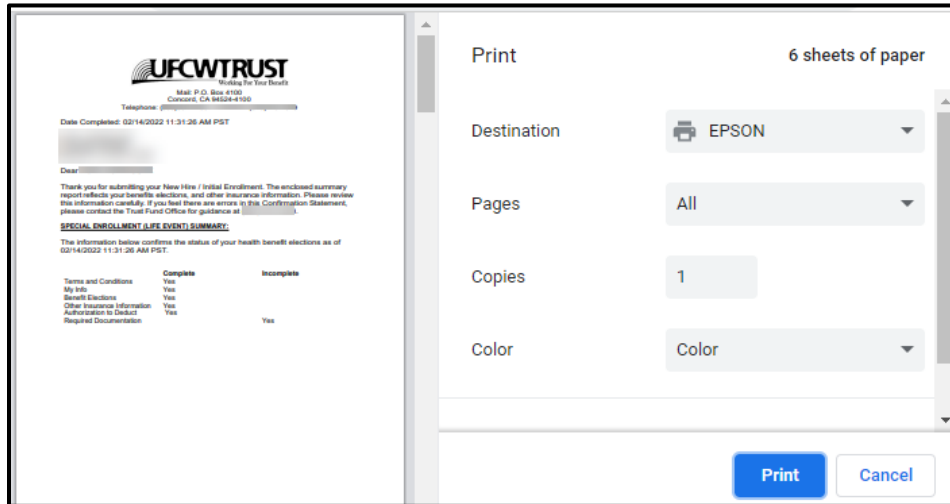 UFCWTRUST
Working For Your Benefit
Mail: P.O. Box 4100
Concord, CA 94524-4100
Telephone:
Date Completed: 02/14/2022 11:31:26 AM PST
Dear
Thank you for submitting your New Hire / Initial Enrollment. The enclosed summary
report reflects your benefits elections, and other insurance information. Please review
this information carefully. If you feel there are errors in this Confirmation Statement,
please contact the Trust Fund Office for guidance at
SPECIAL ENROLLMENT (LIFE EVENT) SUMMARY:
The information below confirms the status of your health benefit elections as of
02/14/2022 11:31:26 AM PST.
Complete Incomplete
Terms and Conditions Yes
My Info Yes
Benefit Elections Yes
Other Insurance Information Yes
Authorization to Deduct Yes
Required Documentation Yes
Print 6 sheets of paper
Destination EPSON
Pages All
Copies 1
Color Color
Print Cancel